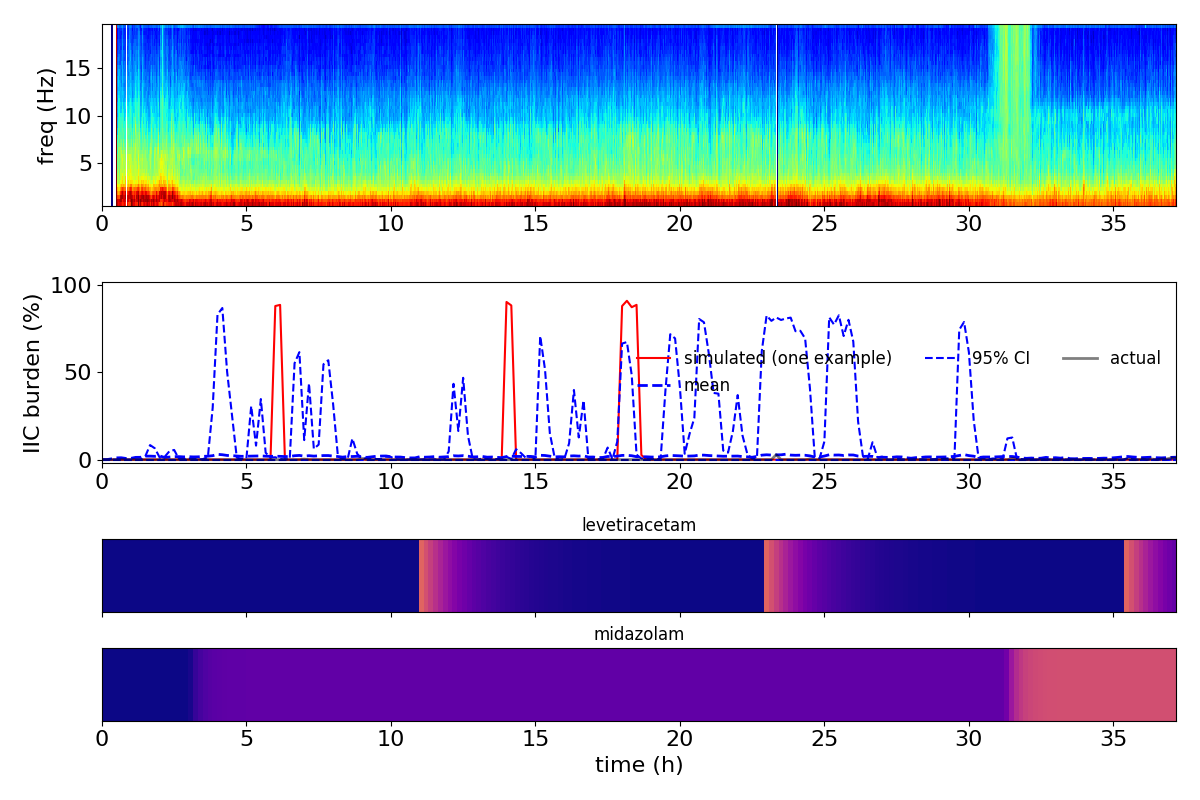 freq (Hz)
15
10
5
0 5 10 15 20 25 30 35
IIC burden (%)
100
50
0
simulated (one example) 95% CI actual
mean
0 5 10 15 20 25 30 35
levetiracetam
midazolam
0 5 10 15 20 25 30 35
time (h)